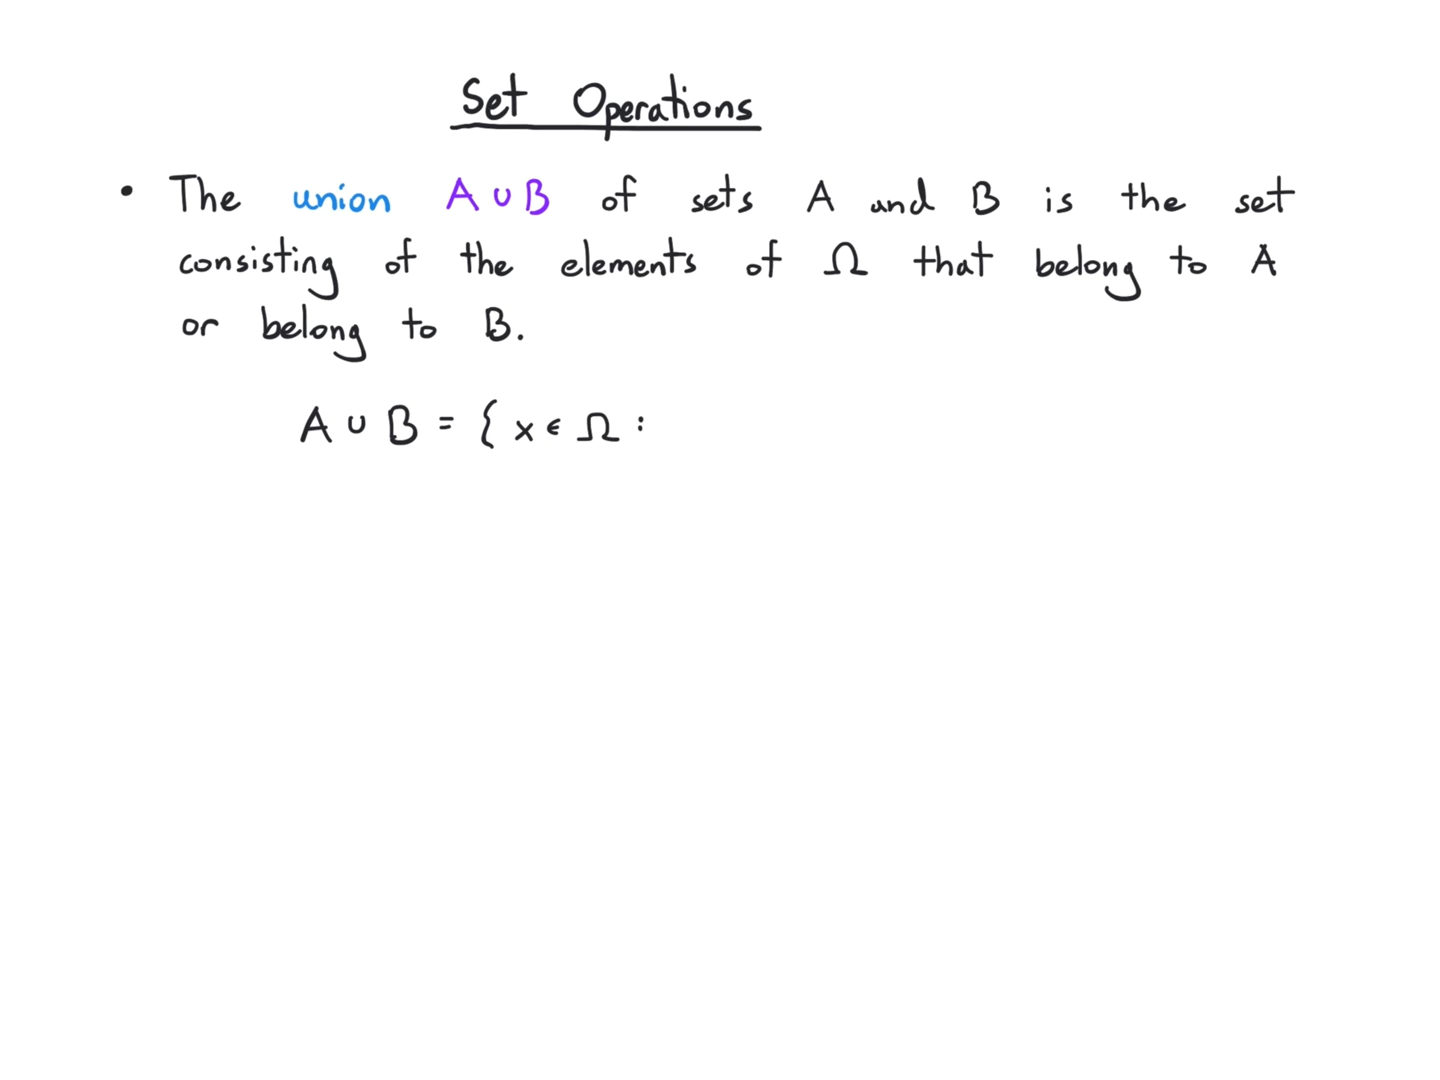 Set Operations
• The union A ∪ B of sets A and B is the set
consisting of the elements of Ω that belong to A
or belong to B.
A ∪ B = { x ∈ Ω :